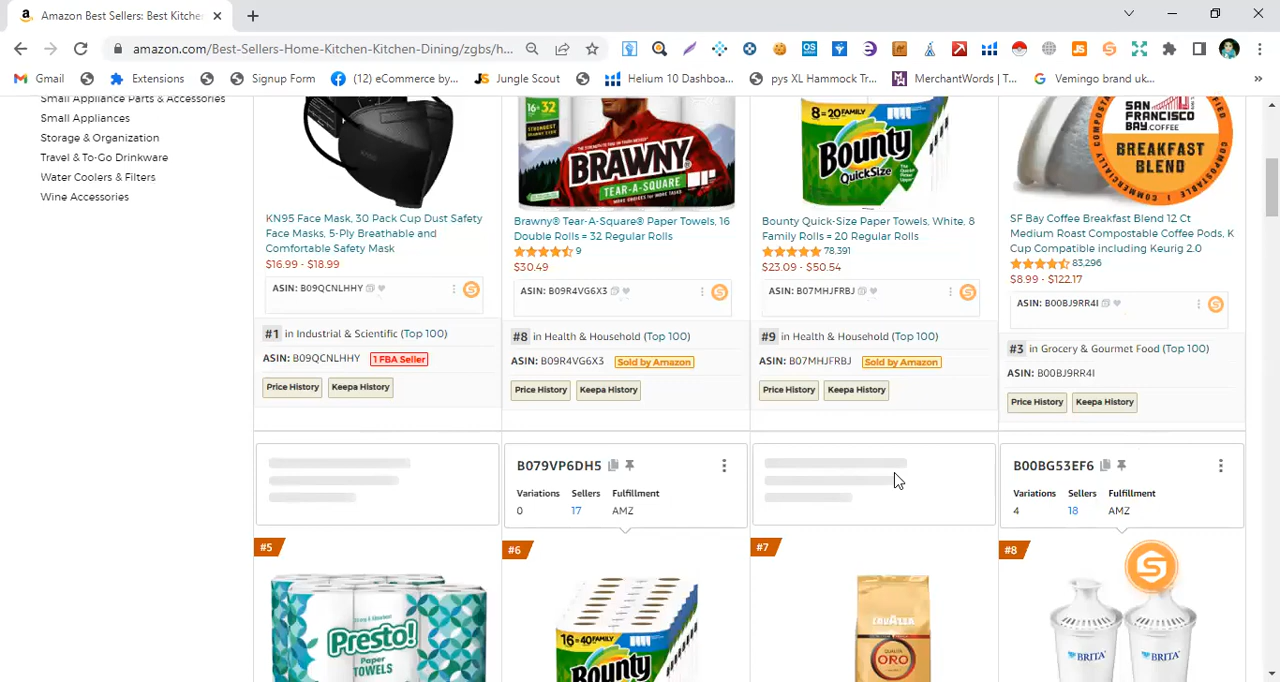 Amazon Best Sellers: Best Kitche
amazon.com/Best-Sellers-Home-Kitchen-Kitchen-Dining/zgbs/h...
Gmail
Extensions
Signup Form
(12) eCommerce by...
Jungle Scout
Helium 10 Dashboa...
pys XL Hammock Tr...
MerchantWords | T...
Vemingo brand uk...
Small Appliance Parts & Accessories
Small Appliances
Storage & Organization
Travel & To-Go Drinkware
Water Coolers & Filters
Wine Accessories
16=32
STRONGEST
BRAWNY
TEAR-A-SQUARE
8=20 FAMILY
Bounty
QUICKSIZE
SAN
FRANCISCO
BAY.COFFEE
BREAKFAST
BLEND
KN95 Face Mask, 30 Pack Cup Dust Safety
Face Masks, 5-Ply Breathable and
Comfortable Safety Mask
$16.99 - $18.99
ASIN: B09QCNLHHY
#1 in Industrial & Scientific (Top 100)
ASIN: B09QCNLHHY 1 FBA Seller
Price History Keepa History
Brawny® Tear-A-Square® Paper Towels, 16
Double Rolls = 32 Regular Rolls
9
$30.49
ASIN: B09R4VG6X3
#8 in Health & Household (Top 100)
ASIN: B09R4VG6X3 Sold by Amazon
Price History Keepa History
Bounty Quick-Size Paper Towels, White, 8
Family Rolls = 20 Regular Rolls
78,391
$23.09 - $50.54
ASIN: B07MHJFRBJ
#9 in Health & Household (Top 100)
ASIN: B07MHJFRBJ Sold by Amazon
Price History Keepa History
SF Bay Coffee Breakfast Blend 12 Ct
Medium Roast Compostable Coffee Pods, K
Cup Compatible including Keurig 2.0
83,296
$8.99 - $122.17
ASIN: B00BJ9RR4I
#3 in Grocery & Gourmet Food (Top 100)
ASIN: B00BJ9RR4I
Price History Keepa History
B079VP6DH5
Variations Sellers Fulfillment
0 17 AMZ
B00BG53EF6
Variations Sellers Fulfillment
4 18 AMZ
#5
Presto!
PAPER
TOWELS
#6
16=40 FAMILY
Bounty
#7
LAVAZZA
QUALITÀ
ORO
#8
BRITA
BRITA